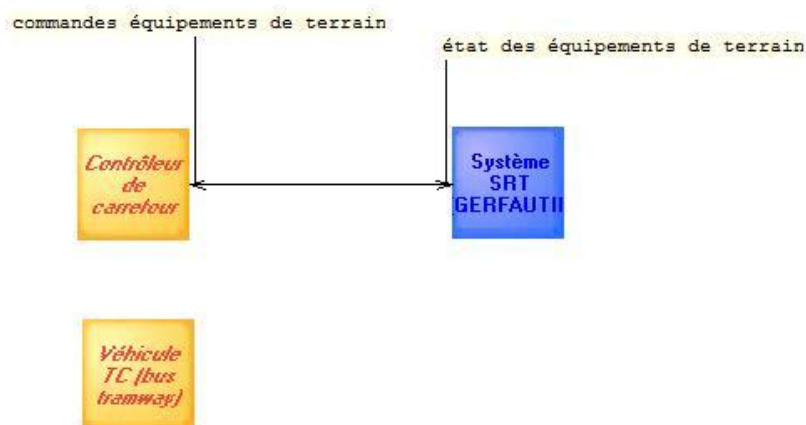 commandes équipements de terrain
état des équipements de terrain
Contrôleur
de
carrefour
Système
SRT
GERFAUTII
Véhicule
TC (bus
tramway)